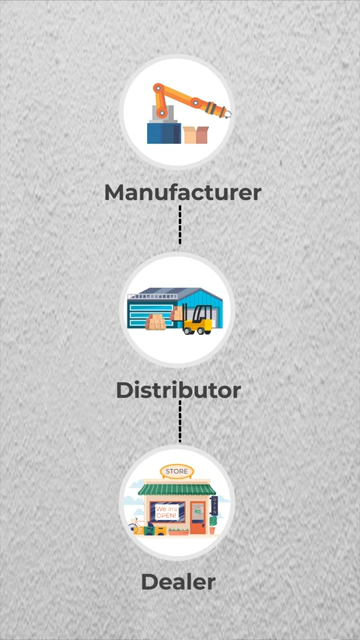 Manufacturer
Distributor
STORE
We are
OPEN!
Dealer